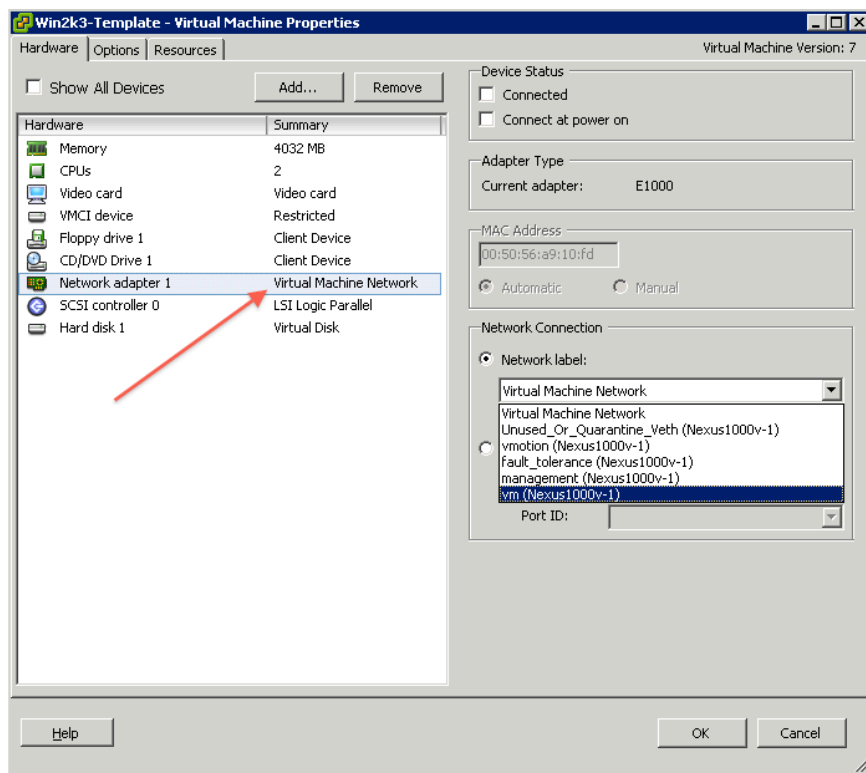 Win2k3-Template - Virtual Machine Properties
Hardware Options Resources Virtual Machine Version: 7
Show All Devices Add... Remove
Hardware Summary
Memory 4032 MB
CPUs 2
Video card Video card
VMCI device Restricted
Floppy drive 1 Client Device
CD/DVD Drive 1 Client Device
Network adapter 1 Virtual Machine Network
SCSI controller 0 LSI Logic Parallel
Hard disk 1 Virtual Disk
Device Status
Connected
Connect at power on
Adapter Type
Current adapter: E1000
MAC Address
00:50:56:a9:10:fd
Automatic Manual
Network Connection
Network label:
Virtual Machine Network
Virtual Machine Network
Unused_Or_Quarantine_Veth (Nexus1000v-1)
vmotion (Nexus1000v-1)
fault_tolerance (Nexus1000v-1)
management (Nexus1000v-1)
vm (Nexus1000v-1)
Port ID:
Help OK Cancel